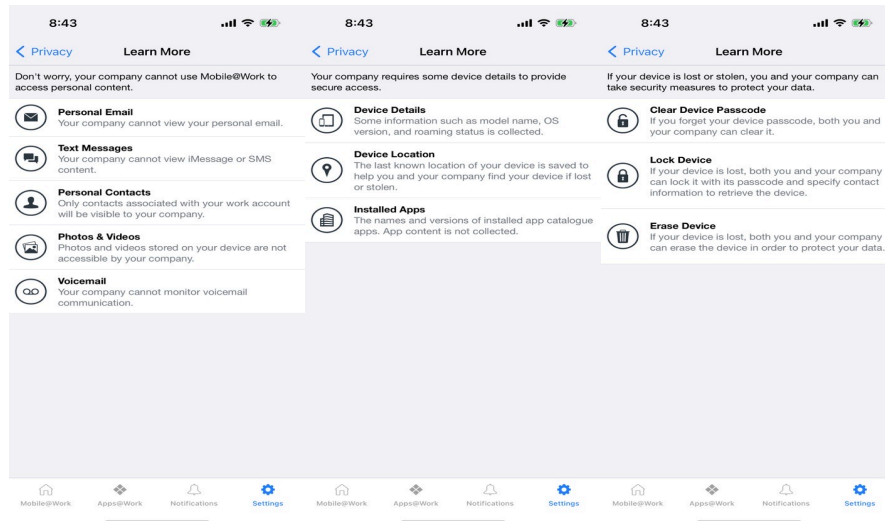 8:43
Privacy
Learn More
Don't worry, your company cannot use Mobile@Work to
access personal content.
Personal Email
Your company cannot view your personal email.
Text Messages
Your company cannot view iMessage or SMS
content.
Personal Contacts
Only contacts associated with your work account
will be visible to your company.
Photos & Videos
Photos and videos stored on your device are not
accessible by your company.
Voicemail
Your company cannot monitor voicemail
communication.
Mobile@Work
Apps@Work
Notifications
Settings
8:43
Privacy
Learn More
Your company requires some device details to provide
secure access.
Device Details
Some information such as model name, OS
version, and roaming status is collected.
Device Location
The last known location of your device is saved to
help you and your company find your device if lost
or stolen.
Installed Apps
The names and versions of installed app catalogue
apps. App content is not collected.
Mobile@Work
Apps@Work
Notifications
Settings
8:43
Privacy
Learn More
If your device is lost or stolen, you and your company can
take security measures to protect your data.
Clear Device Passcode
If you forget your device passcode, both you and
your company can clear it.
Lock Device
If your device is lost, both you and your company
can lock it with its passcode and specify contact
information to retrieve the device.
Erase Device
If your device is lost, both you and your company
can erase the device in order to protect your data.
Mobile@Work
Apps@Work
Notifications
Settings